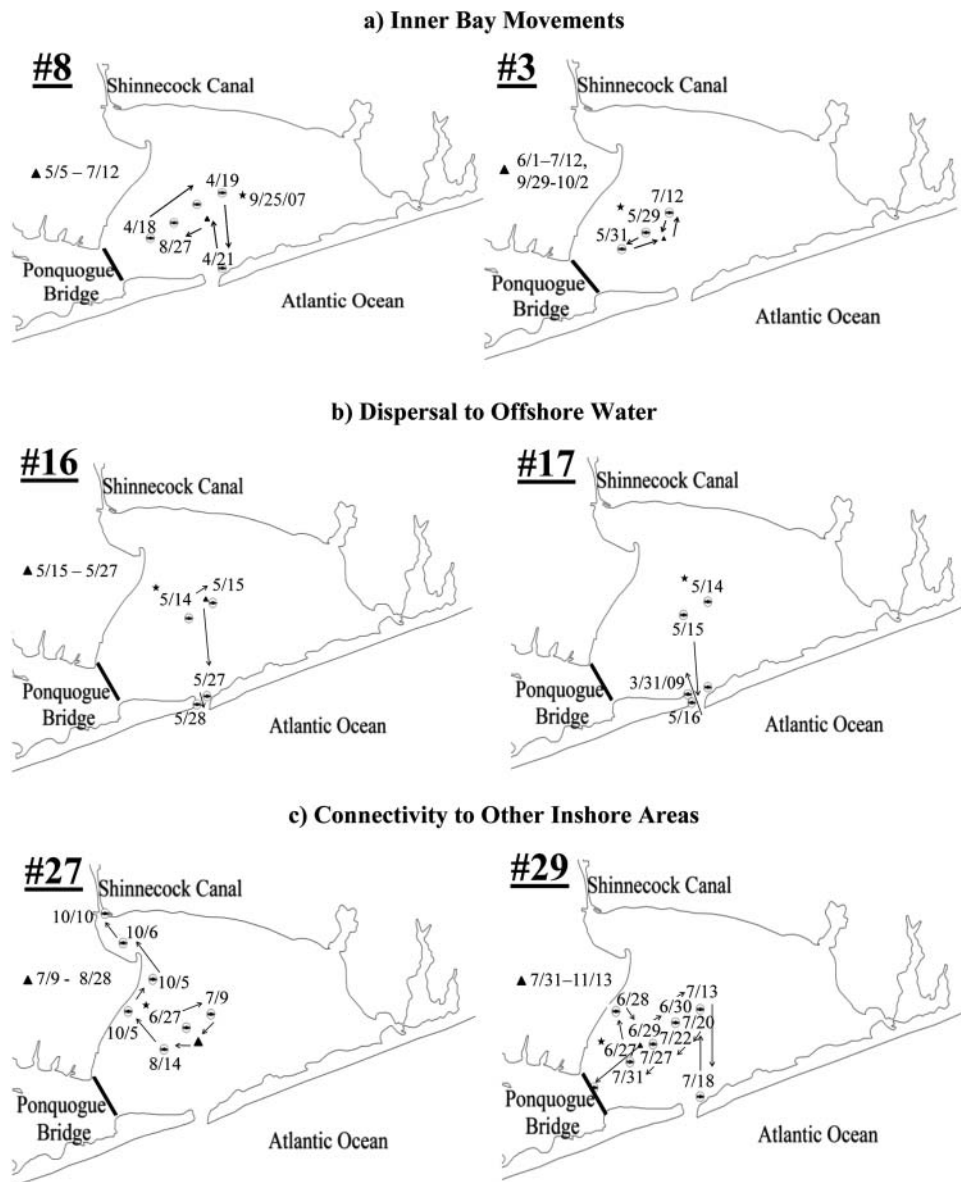 a) Inner Bay Movements
#8
Shinnecock Canal
5/5 – 7/12
4/19
9/25/07
4/18
8/27
4/21
Ponquogue
Bridge
Atlantic Ocean
#3
Shinnecock Canal
6/1–7/12,
9/29-10/2
7/12
5/29
5/31
Ponquogue
Bridge
Atlantic Ocean
b) Dispersal to Offshore Water
#16
Shinnecock Canal
5/15 – 5/27
5/15
5/14
5/27
5/28
Ponquogue
Bridge
Atlantic Ocean
#17
Shinnecock Canal
5/14
5/15
3/31/09
5/16
Ponquogue
Bridge
Atlantic Ocean
c) Connectivity to Other Inshore Areas
#27
Shinnecock Canal
10/10
10/6
7/9 - 8/28
10/5
7/9
6/27
10/5
8/14
Ponquogue
Bridge
Atlantic Ocean
#29
Shinnecock Canal
7/31–11/13
6/28
7/13
6/30
6/29
7/20
7/22
6/27
7/27
7/31
7/18
Ponquogue
Bridge
Atlantic Ocean